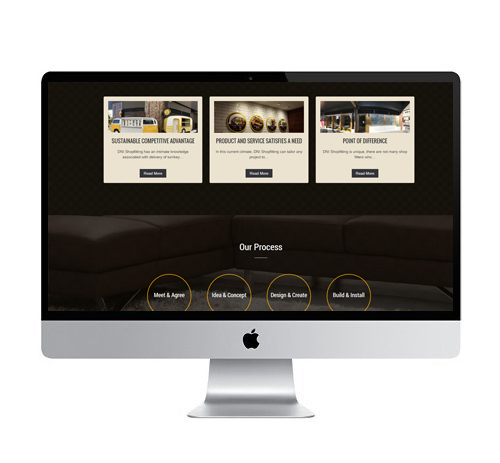 SUSTAINABLE COMPETITIVE ADVANTAGE
DNI Shopfitting has an intimate knowledge
associated with delivery of turnkey...
Read More
PRODUCT AND SERVICE SATISFIES A NEED
In this current climate, DNI Shopfitting can tailor any
project to...
Read More
POINT OF DIFFERENCE
DNI Shopfitting is unique, there are not many shop
fitters who...
Read More
Our Process
Meet & Agree
Idea & Concept
Design & Create
Build & Install